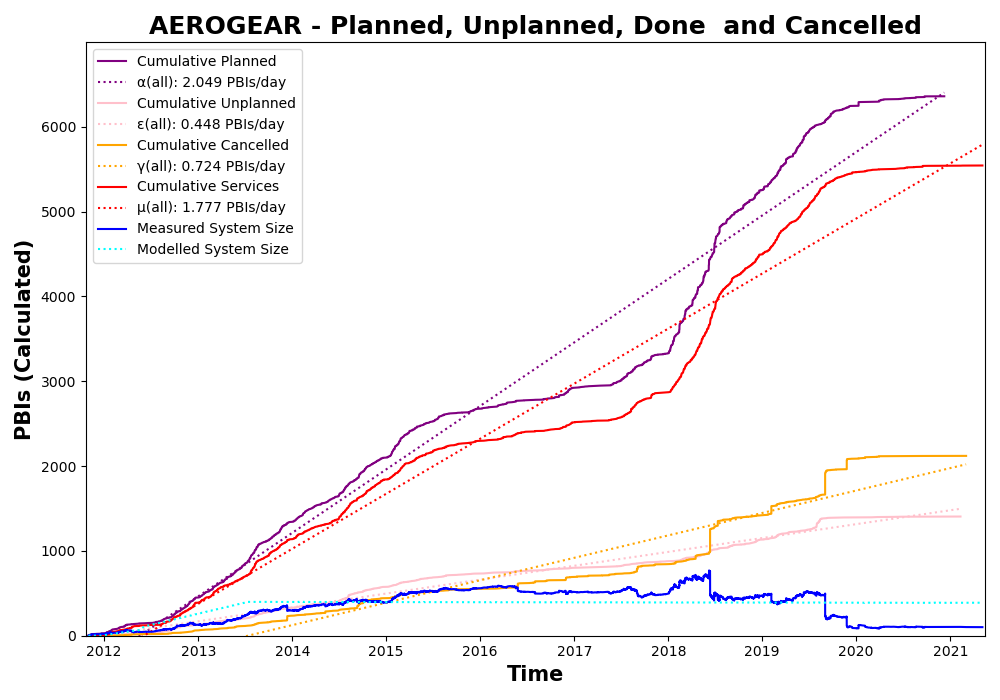 AEROGEAR - Planned, Unplanned, Done  and Cancelled
Cumulative Planned
α(all): 2.049 PBIs/day
Cumulative Unplanned
ε(all): 0.448 PBIs/day
Cumulative Cancelled
γ(all): 0.724 PBIs/day
Cumulative Services
μ(all): 1.777 PBIs/day
Measured System Size
Modelled System Size
PBIs (Calculated)
6000
5000
4000
3000
2000
1000
0
2012 2013 2014 2015 2016 2017 2018 2019 2020 2021
Time